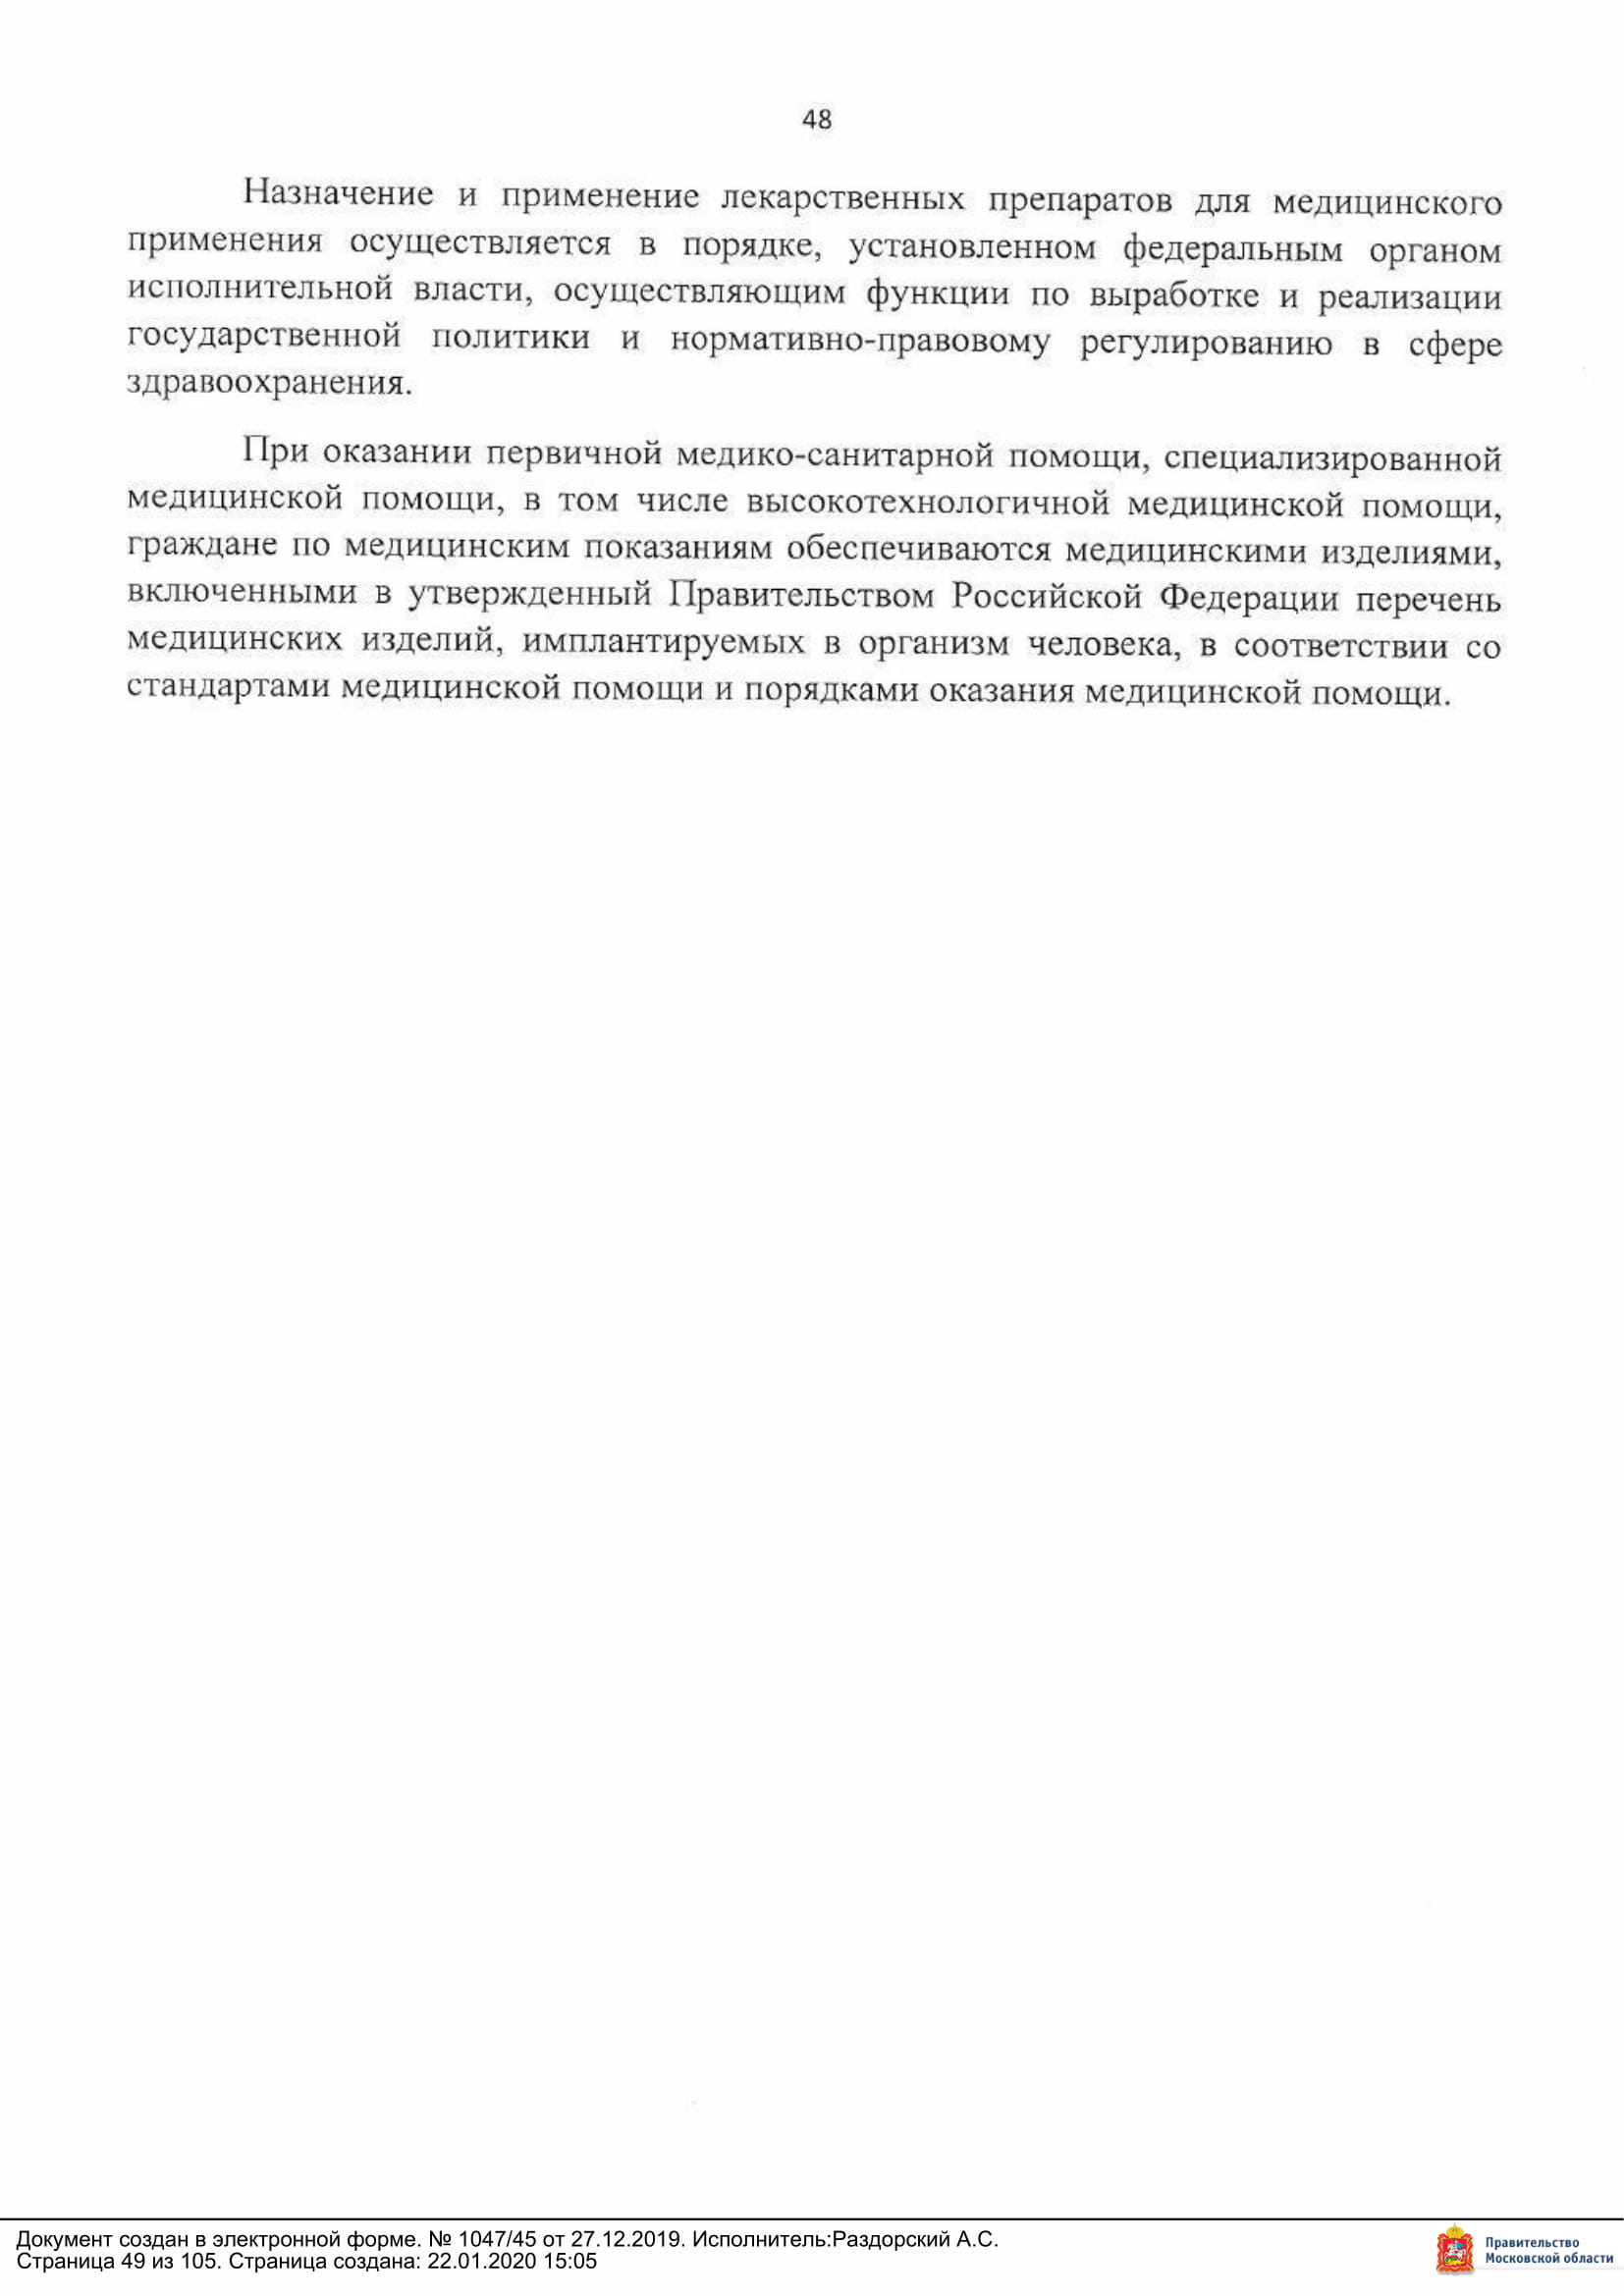 48
Назначение и применение лекарственных препаратов для медицинского
применения осуществляется в порядке, установленном федеральным органом
исполнительной власти, осуществляющим функции по выработке и реализации
государственной политики и нормативно-правовому регулированию в сфере
здравоохранения.
При оказании первичной медико-санитарной помощи, специализированной
медицинской помощи, в том числе высокотехнологичной медицинской помощи,
граждане по медицинским показаниям обеспечиваются медицинскими изделиями,
включенными в утвержденный Правительством Российской Федерации перечень
медицинских изделий, имплантируемых в организм человека, в соответствии со
стандартами медицинской помощи и порядками оказания медицинской помощи.
Документ создан в электронной форме. № 1047/45 от 27.12.2019. Исполнитель:Раздорский А.С.
Страница 49 из 105. Страница создана: 22.01.2020 15:05
Правительство
Московской области